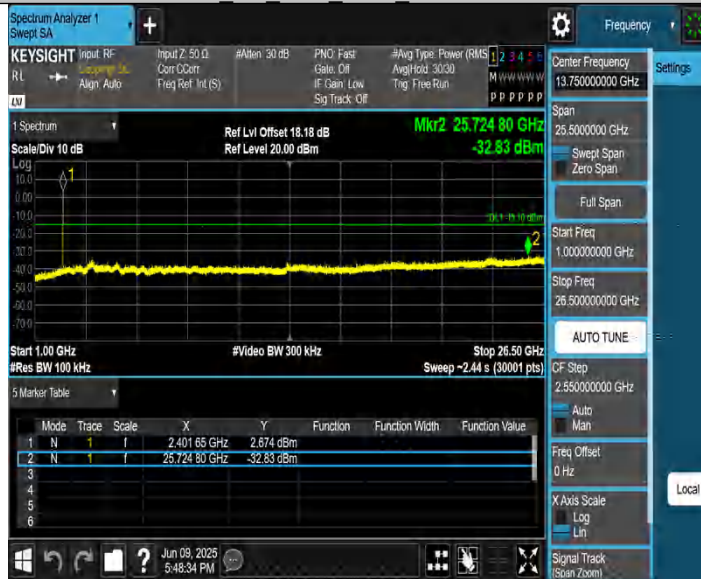 Spectrum Analyzer 1
Swept SA
+
Frequency
Settings
KEYSIGHT
RL
LXI
Input: RF
Align: Auto
Input Z: 50 Ω
Corr CCorr
Freq Ref: Int (S)
#Atten: 30 dB
PNO: Fast
Gate: Off
IF Gain: Low
Sig Track: Off
#Avg Type: Power (RMS
Avg|Hold: 30/30
Trig: Free Run
1 2 3 4 5 6
M W W W W W
P P P P P P
1 Spectrum
Scale/Div 10 dB
Log
Ref Lvl Offset 18.18 dB
Ref Level 20.00 dBm
Mkr2 25.724 80 GHz
-32.83 dBm
10.0
0.00
-10.0
-20.0
-30.0
-40.0
-50.0
-60.0
-70.0
1
2
Start 1.00 GHz
#Res BW 100 kHz
#Video BW 300 kHz
Stop 26.50 GHz
Sweep ~2.44 s (30001 pts)
5 Marker Table
Mode Trace Scale X Y Function Function Width Function Value
1 N 1 f 2.401 65 GHz 2.674 dBm
2 N 1 f 25.724 80 GHz -32.83 dBm
3
4
5
6
Center Frequency
13.750000000 GHz
Span
25.5000000 GHz
Swept Span
Zero Span
Full Span
Start Freq
1.000000000 GHz
Stop Freq
26.500000000 GHz
AUTO TUNE
CF Step
2.550000000 GHz
Auto
Man
Freq Offset
0 Hz
X Axis Scale
Log
Lin
Signal Track
(Span Zoom)
Local
?
Jun 09, 2025
5:48:34 PM